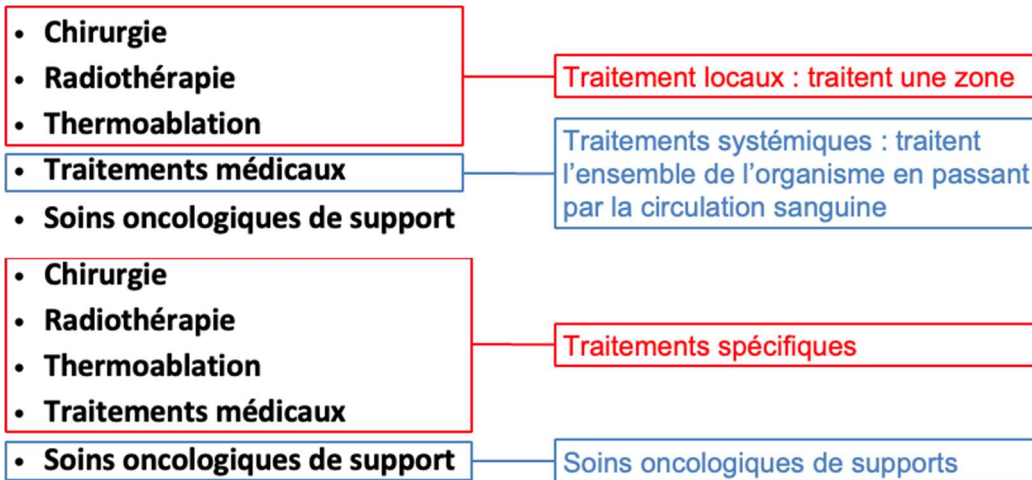 • Chirurgie
• Radiothérapie
• Thermoablation
Traitement locaux : traitent une zone
• Traitements médicaux
Traitements systémiques : traitent
l'ensemble de l'organisme en passant
par la circulation sanguine
• Soins oncologiques de support
• Chirurgie
• Radiothérapie
• Thermoablation
• Traitements médicaux
Traitements spécifiques
• Soins oncologiques de support
Soins oncologiques de supports